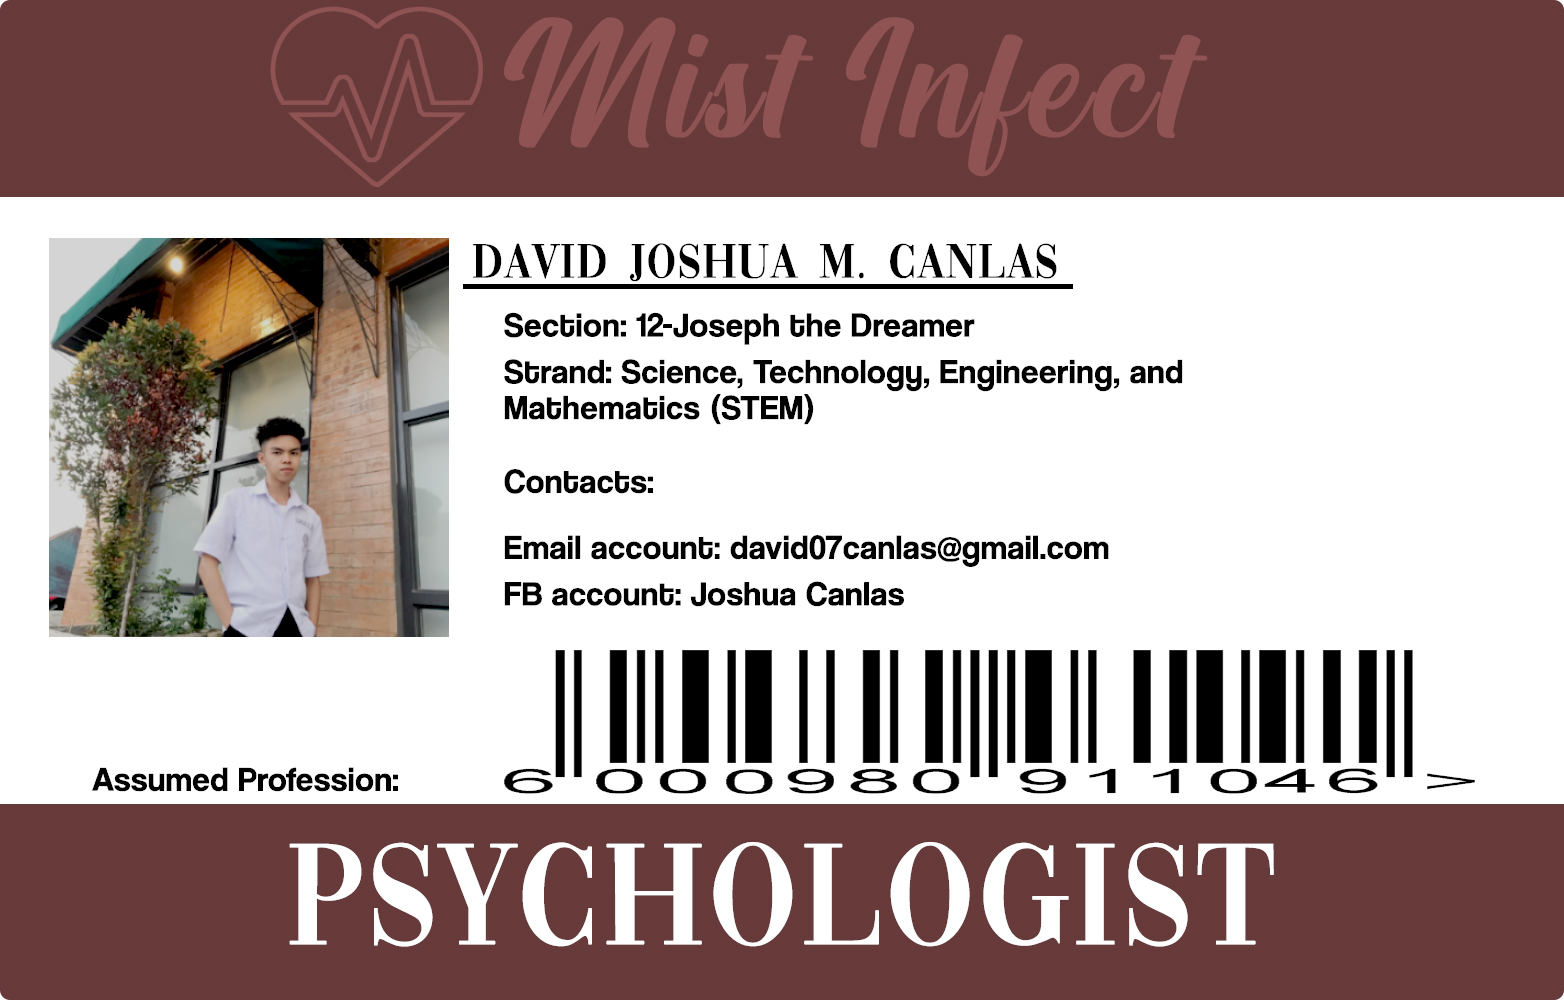 Mist Infect
DAVID JOSHUA M. CANLAS
Section: 12-Joseph the Dreamer
Strand: Science, Technology, Engineering, and
Mathematics (STEM)
Contacts:
Email account: david07canlas@gmail.com
FB account: Joshua Canlas
6 000980 911046 >
Assumed Profession:
PSYCHOLOGIST